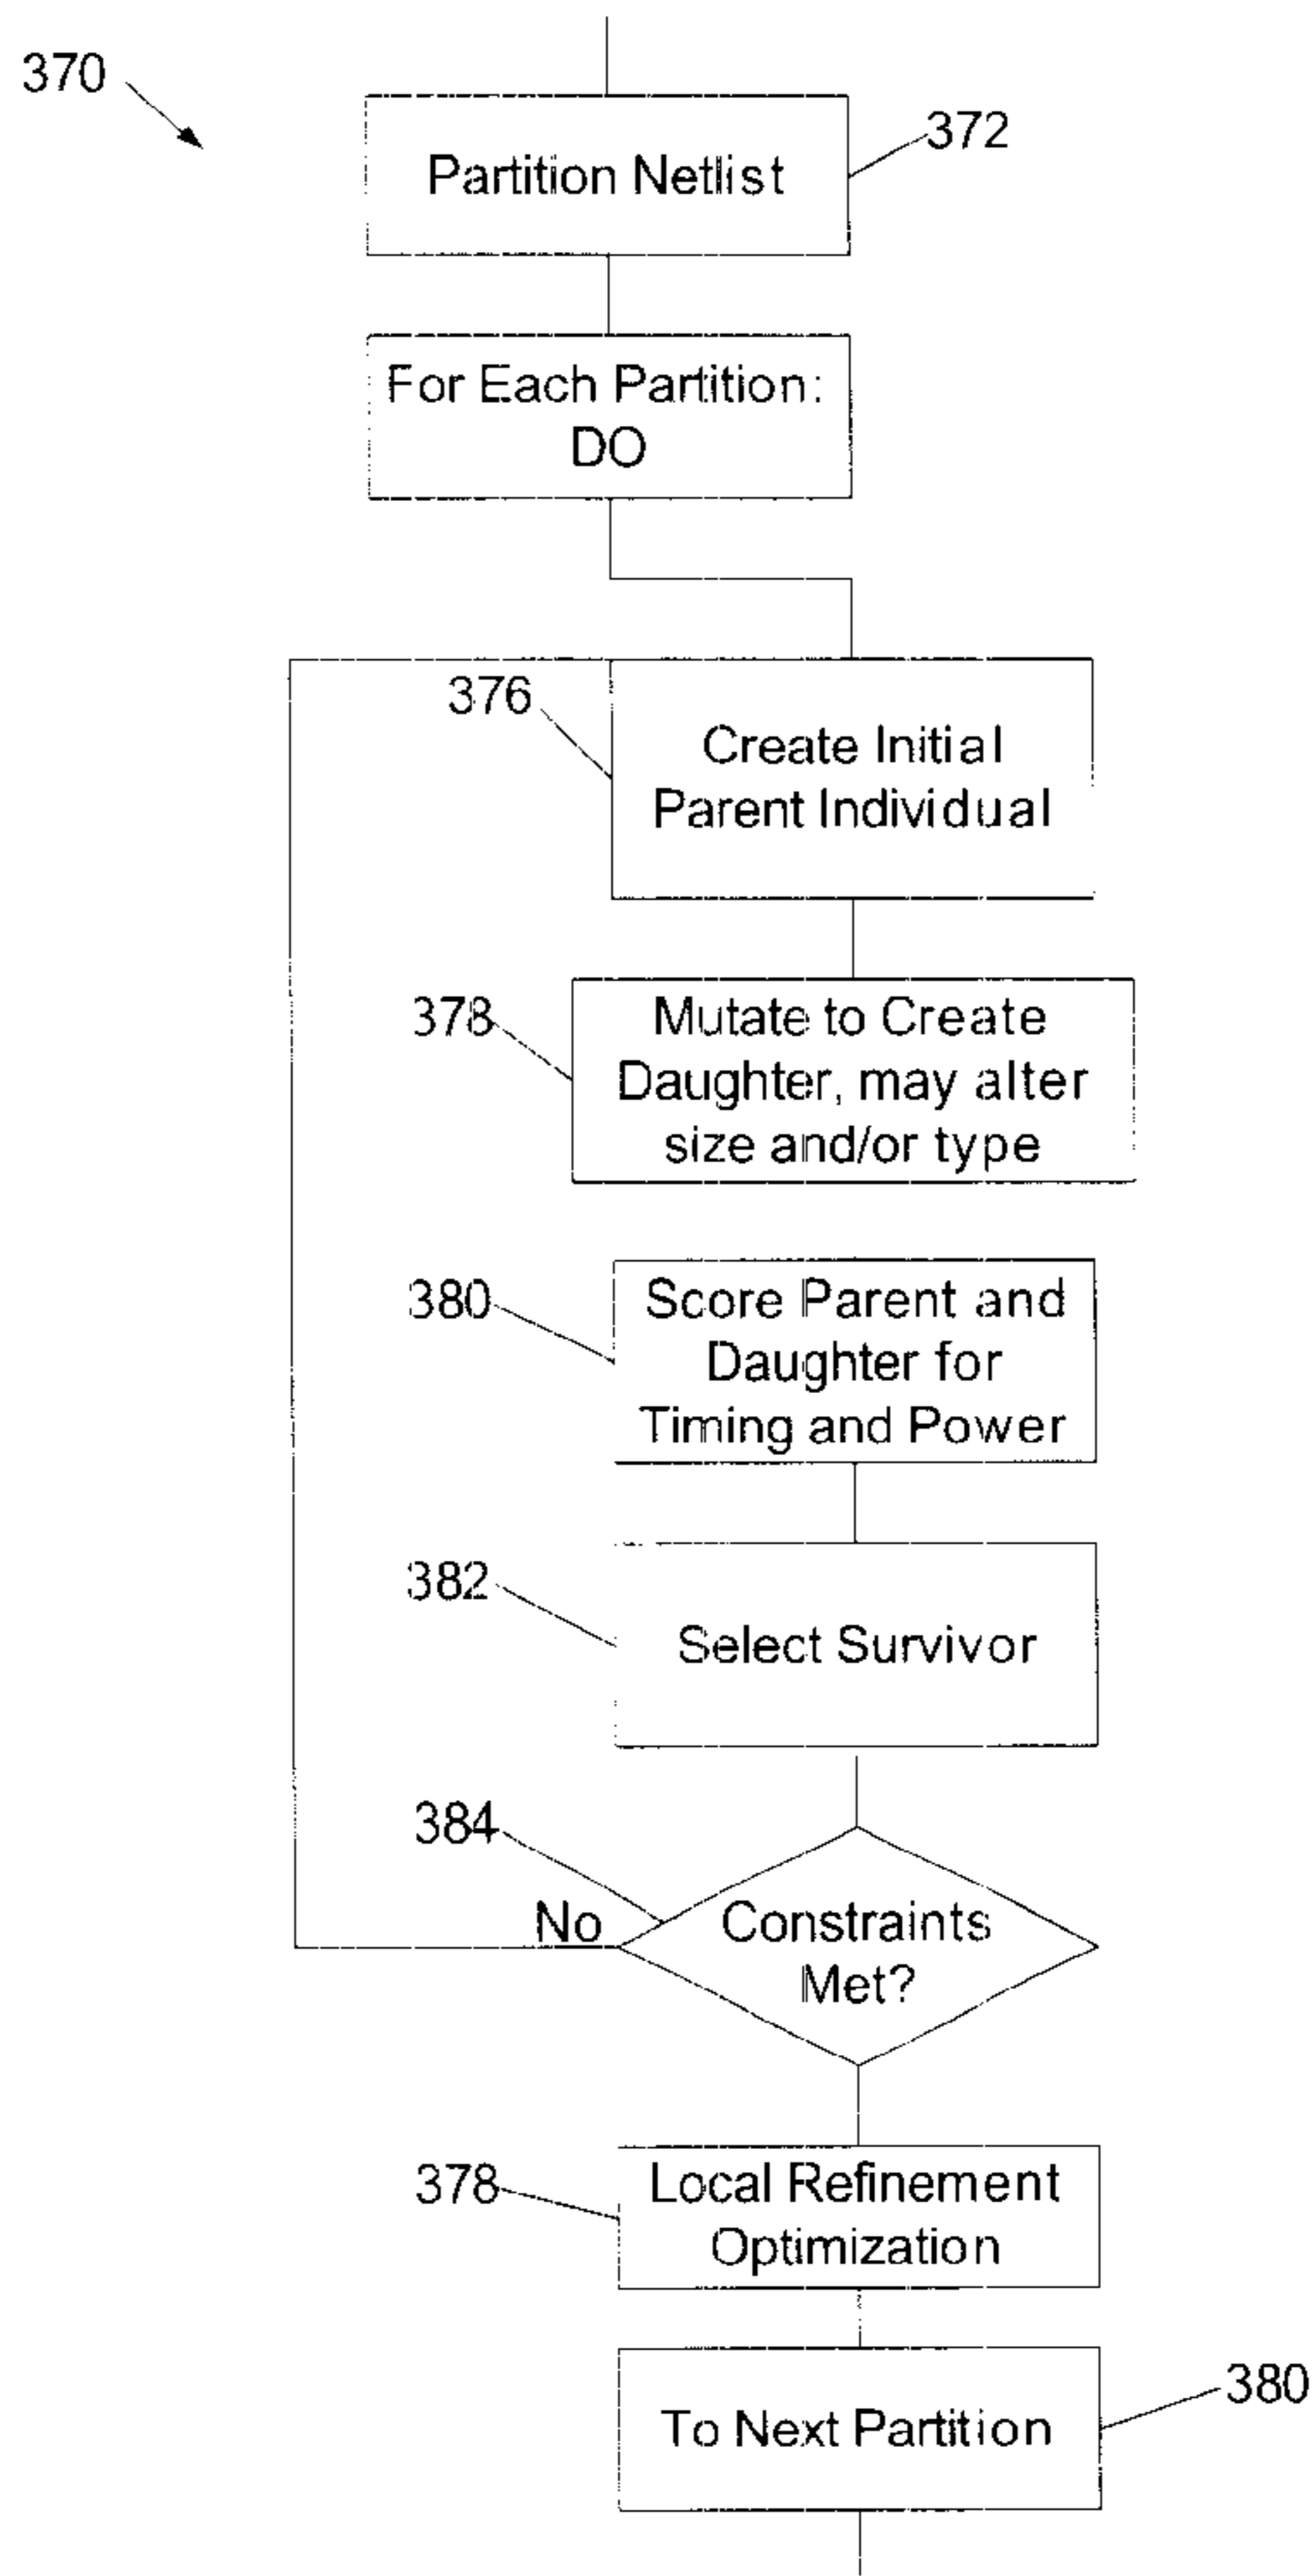 370
372
Partition Netlist
For Each Partition:
DO
376
Create Initial
Parent Individual
378
Mutate to Create
Daughter, may alter
size and/or type
380
Score Parent and
Daughter for
Timing and Power
382
Select Survivor
384
No
Constraints
Met?
378
Local Refinement
Optimization
380
To Next Partition